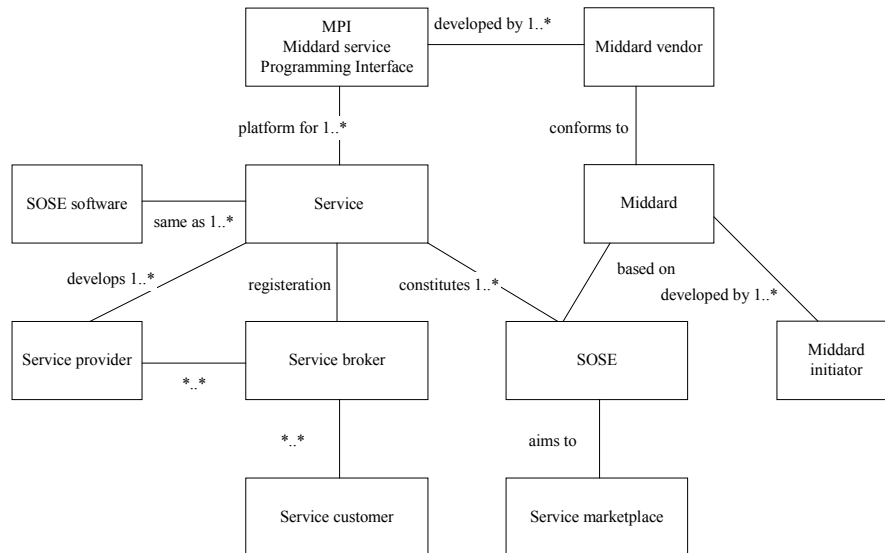 MPI
Middard service
Programming Interface
developed by 1..*
Middard vendor
platform for 1..*
conforms to
SOSE software
same as 1..*
Service
Middard
develops 1..*
registeration
constitutes 1..*
based on
developed by 1..*
Service provider
*..*
Service broker
SOSE
Middard
initiator
*..*
aims to
Service customer
Service marketplace